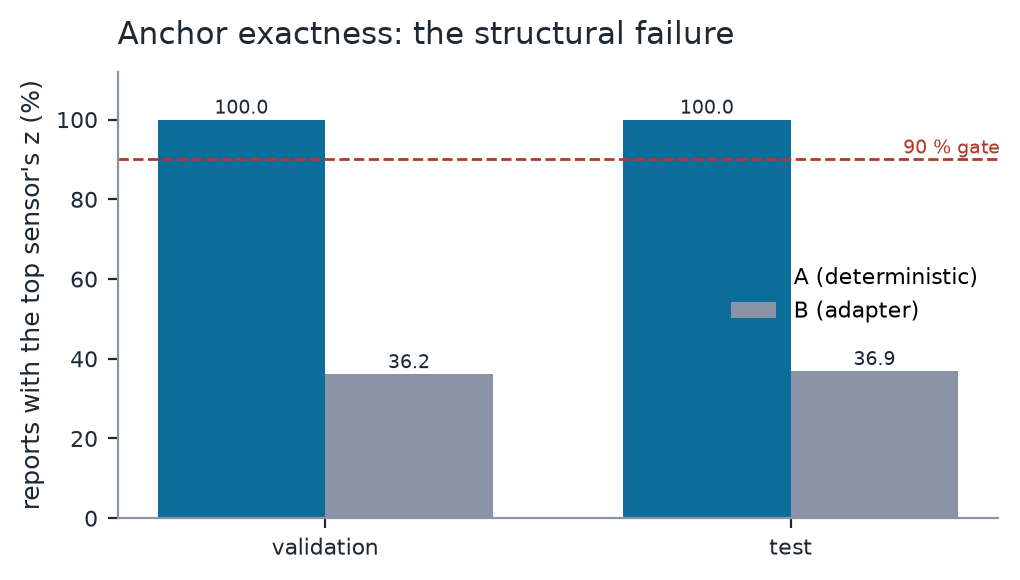 Anchor exactness: the structural failure
reports with the top sensor's z (%)
100
80
60
40
20
0
100.0
36.2
100.0
36.9
90 % gate
A (deterministic)
B (adapter)
validation
test